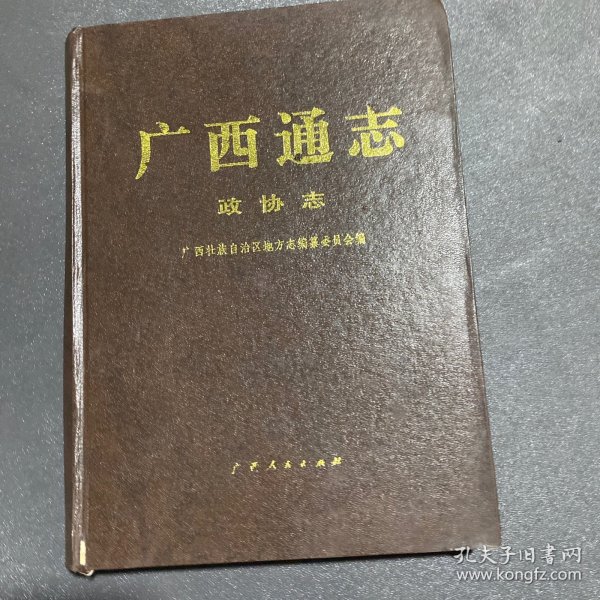 广西通志
政协志
广西壮族自治区地方志编纂委员会编
广西人民出版社
孔夫子旧书网
www.kongfz.com